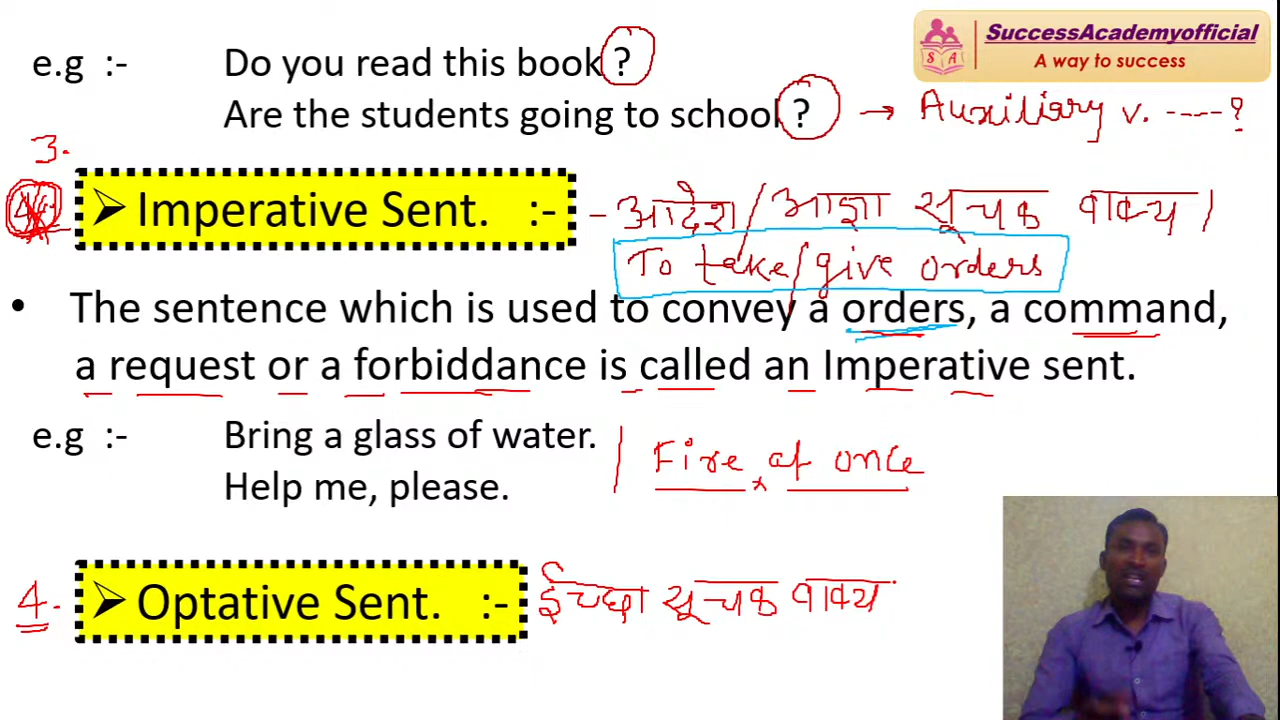 SuccessAcademyofficial
A way to success
S A
e.g :- Do you read this book ?
Are the students going to school ? → Auxiliary v. ----?
3.
➢ Imperative Sent. :- - आदेश/आज्ञा सूचक वाक्य।
To take/give orders
• The sentence which is used to convey a orders, a command,
a request or a forbiddance is called an Imperative sent.
e.g :- Bring a glass of water. | Fire at once
Help me, please.
4. ➢ Optative Sent. :- ईच्छा सूचक वाक्य